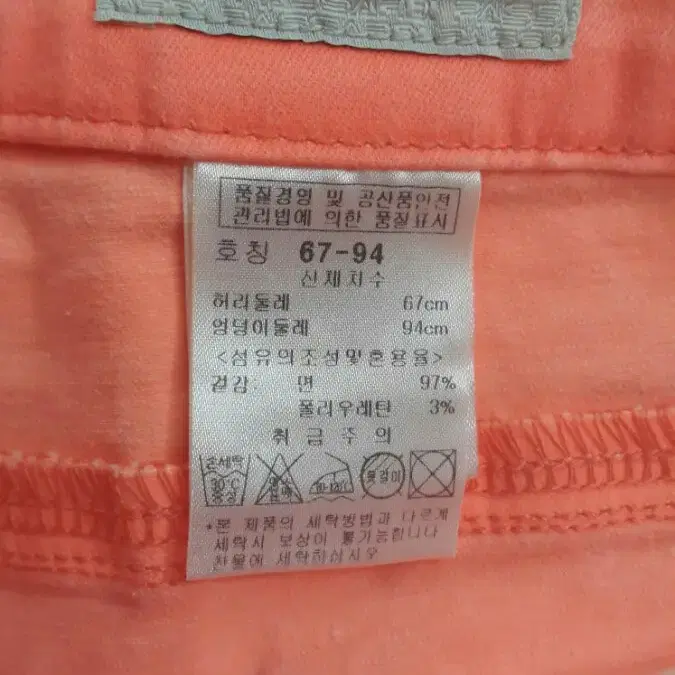 품질경영 및 공산품안전
관리법에 의한 품질표시
호칭 67-94
신체치수
허리둘레 67cm
엉덩이둘레 94cm
<섬유의조성및혼용율>
겉감: 면 97%
폴리우레탄 3%
취급주의
손세탁
30℃
중성
옷걸이
*본 제품의 세탁방법과 다르게
세탁시 보상이 불가능합니다
찬물에 세탁하십시오